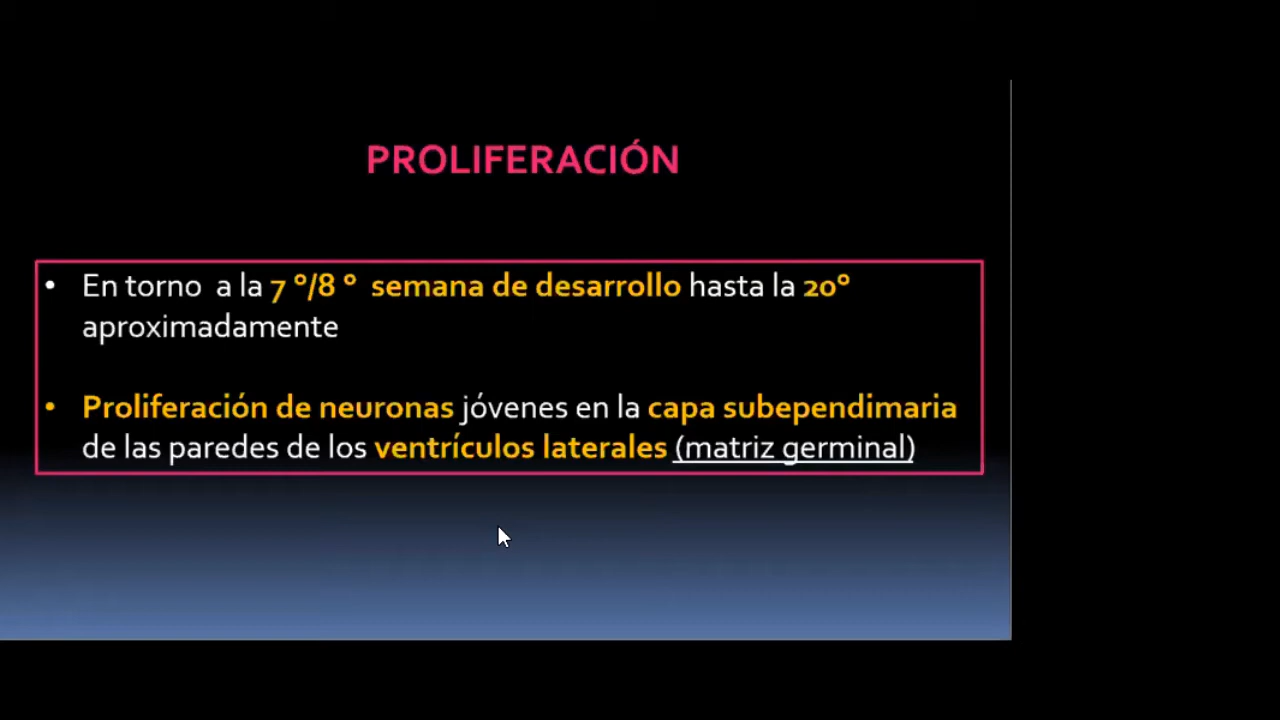 PROLIFERACIÓN
• En torno a la 7 º/8 º semana de desarrollo hasta la 20º
aproximadamente
• Proliferación de neuronas jóvenes en la capa subependimaria
de las paredes de los ventrículos laterales (matriz germinal)